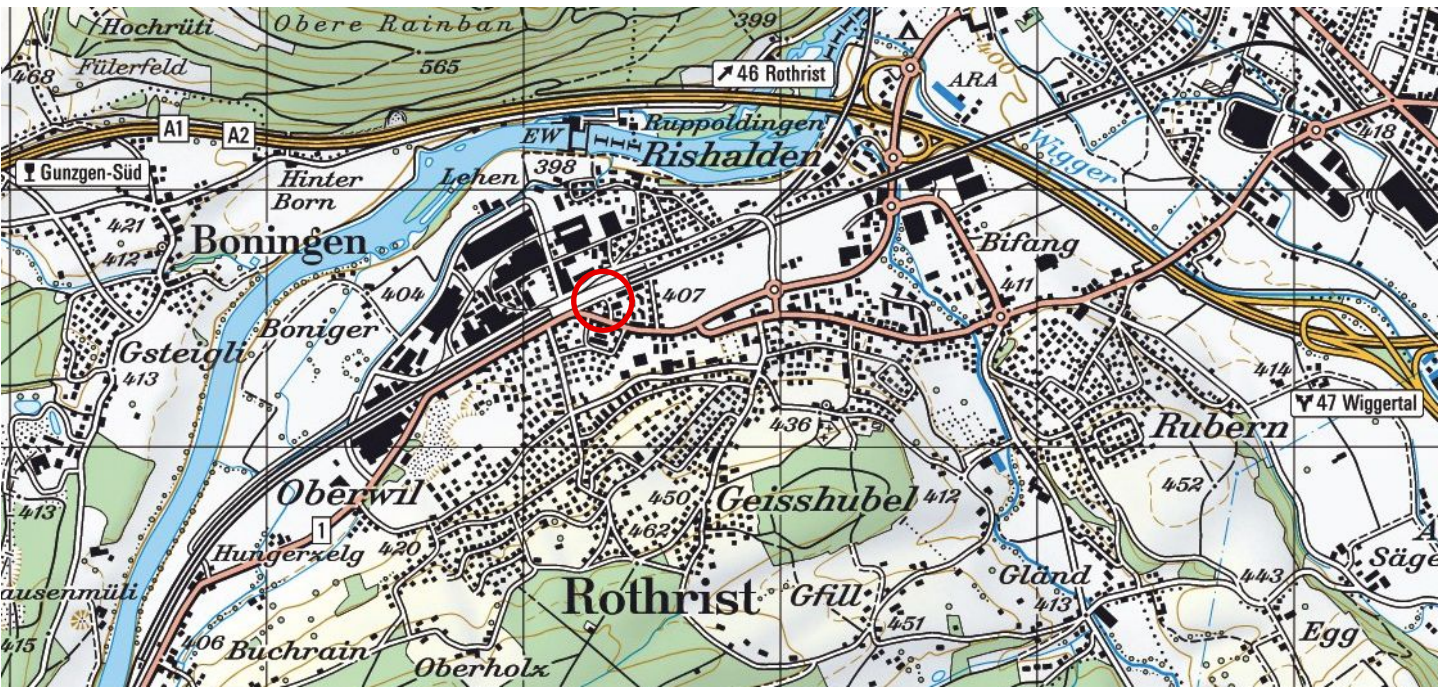 Hochrüti
Obere Rainban
399
468
Fülerfeld
565
46 Rothrist
ARA
400
A1
A2
EW
Ruppoldingen
418
Gunzgen-Süd
Rishalden
Wigger
Hinter
Born
Lehen
398
421
Boningen
412
Bifang
404
407
411
Boniger
Gsteigli
413
414
47 Wiggertal
436
Rubern
Oberwil
450
Geisshubel
412
452
413
1
462
Hungerzelg
420
Säge
ausenmüli
Rothrist
Gfill
Gländ
443
413
415
406
Buchrain
451
Egg
Oberholz